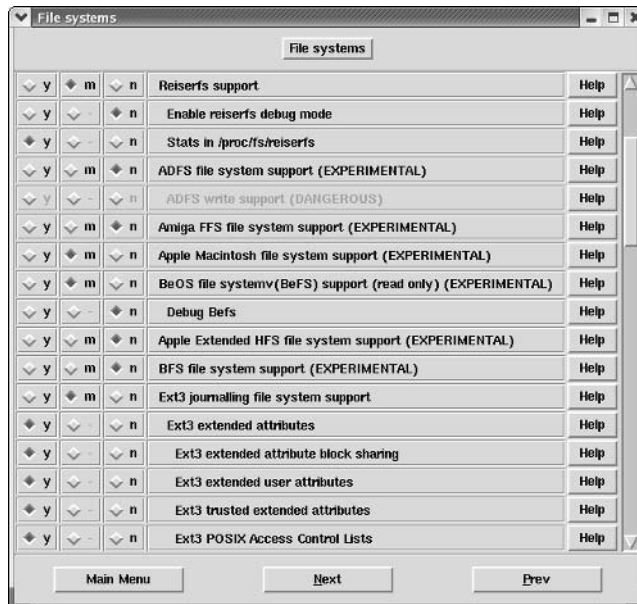 File systems
File systems
y m n Reiserfs support Help
y - n Enable reiserfs debug mode Help
y - n Stats in /proc/fs/reiserfs Help
y m n ADFS file system support (EXPERIMENTAL) Help
y - n ADFS write support (DANGEROUS) Help
y m n Amiga FFS file system support (EXPERIMENTAL) Help
y m n Apple Macintosh file system support (EXPERIMENTAL) Help
y m n BeOS file systemv(BeFS) support (read only) (EXPERIMENTAL) Help
y - n Debug Befs Help
y m n Apple Extended HFS file system support (EXPERIMENTAL) Help
y m n BFS file system support (EXPERIMENTAL) Help
y m n Ext3 journalling file system support Help
y - n Ext3 extended attributes Help
y - n Ext3 extended attribute block sharing Help
y - n Ext3 extended user attributes Help
y - n Ext3 trusted extended attributes Help
y - n Ext3 POSIX Access Control Lists Help
Main Menu Next Prev